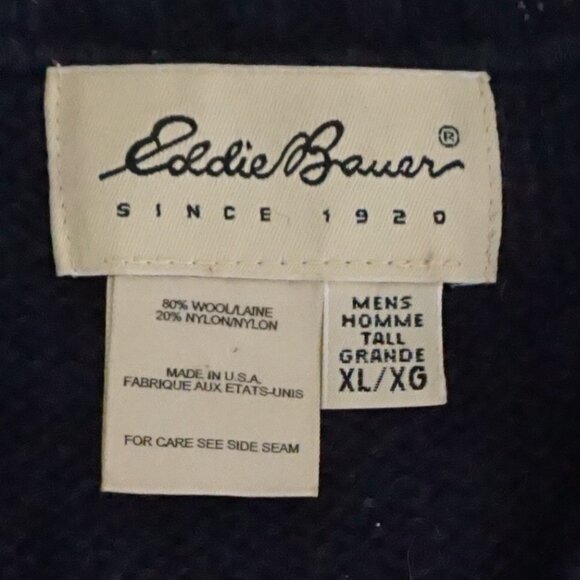 Eddie Bauer®
SINCE 1920
80% WOOL/LAINE
20% NYLON/NYLON
MADE IN U.S.A.
FABRIQUE AUX ETATS-UNIS
FOR CARE SEE SIDE SEAM
MENS
HOMME
TALL
GRANDE
XL/XG